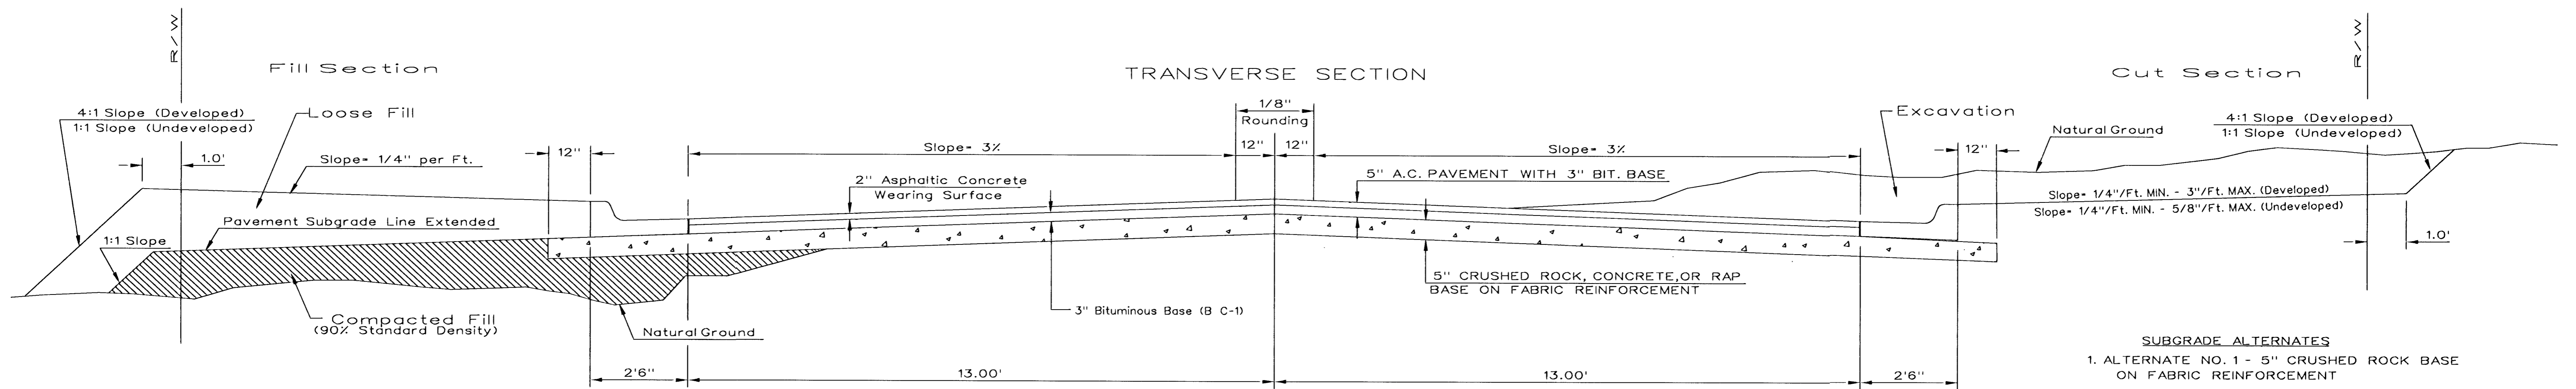 R/W
Fill Section
TRANSVERSE SECTION
Cut Section
R/W
4:1 Slope (Developed)
1:1 Slope (Undeveloped)
Loose Fill
1/8"
Rounding
Excavation
Natural Ground
4:1 Slope (Developed)
1:1 Slope (Undeveloped)
1.0'
Slope= 1/4" per Ft.
12"
Slope= 3%
12"
12"
Slope= 3%
12"
2" Asphaltic Concrete
Wearing Surface
5" A.C. PAVEMENT WITH 3" BIT. BASE
Slope= 1/4"/Ft. MIN. - 3"/Ft. MAX. (Developed)
Slope= 1/4"/Ft. MIN. - 5/8"/Ft. MAX. (Undeveloped)
Pavement Subgrade Line Extended
1:1 Slope
1.0'
5" CRUSHED ROCK, CONCRETE,OR RAP
BASE ON FABRIC REINFORCEMENT
3" Bituminous Base (B C-1)
Compacted Fill
(90% Standard Density)
Natural Ground
SUBGRADE ALTERNATES
1. ALTERNATE NO. 1 - 5" CRUSHED ROCK BASE
ON FABRIC REINFORCEMENT
2'6"
13.00'
13.00'
2'6"